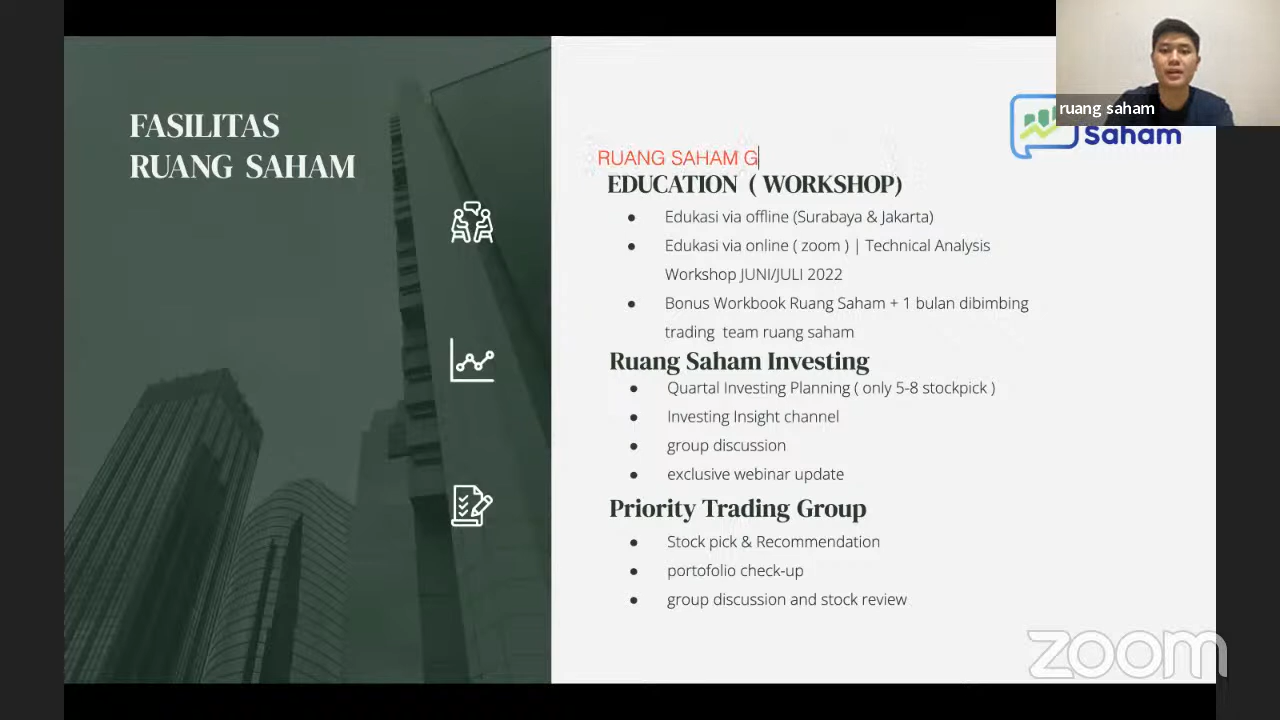 FASILITAS
RUANG SAHAM
ruang saham
Saham
RUANG SAHAM G
EDUCATION ( WORKSHOP)
● Edukasi via offline (Surabaya & Jakarta)
● Edukasi via online ( zoom ) | Technical Analysis
Workshop JUNI/JULI 2022
● Bonus Workbook Ruang Saham + 1 bulan dibimbing
trading team ruang saham
Ruang Saham Investing
● Quartal Investing Planning ( only 5-8 stockpick )
● Investing Insight channel
● group discussion
● exclusive webinar update
Priority Trading Group
● Stock pick & Recommendation
● portofolio check-up
● group discussion and stock review
zoom